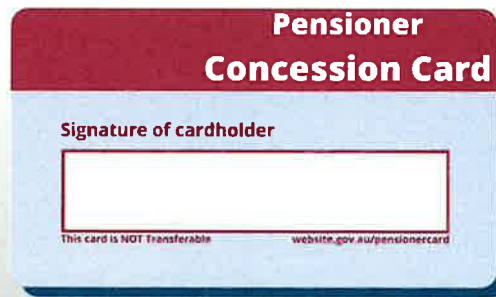 Pensioner
Concession Card
Signature of cardholder
This card is NOT Transferable website.gov.au/pensionercard